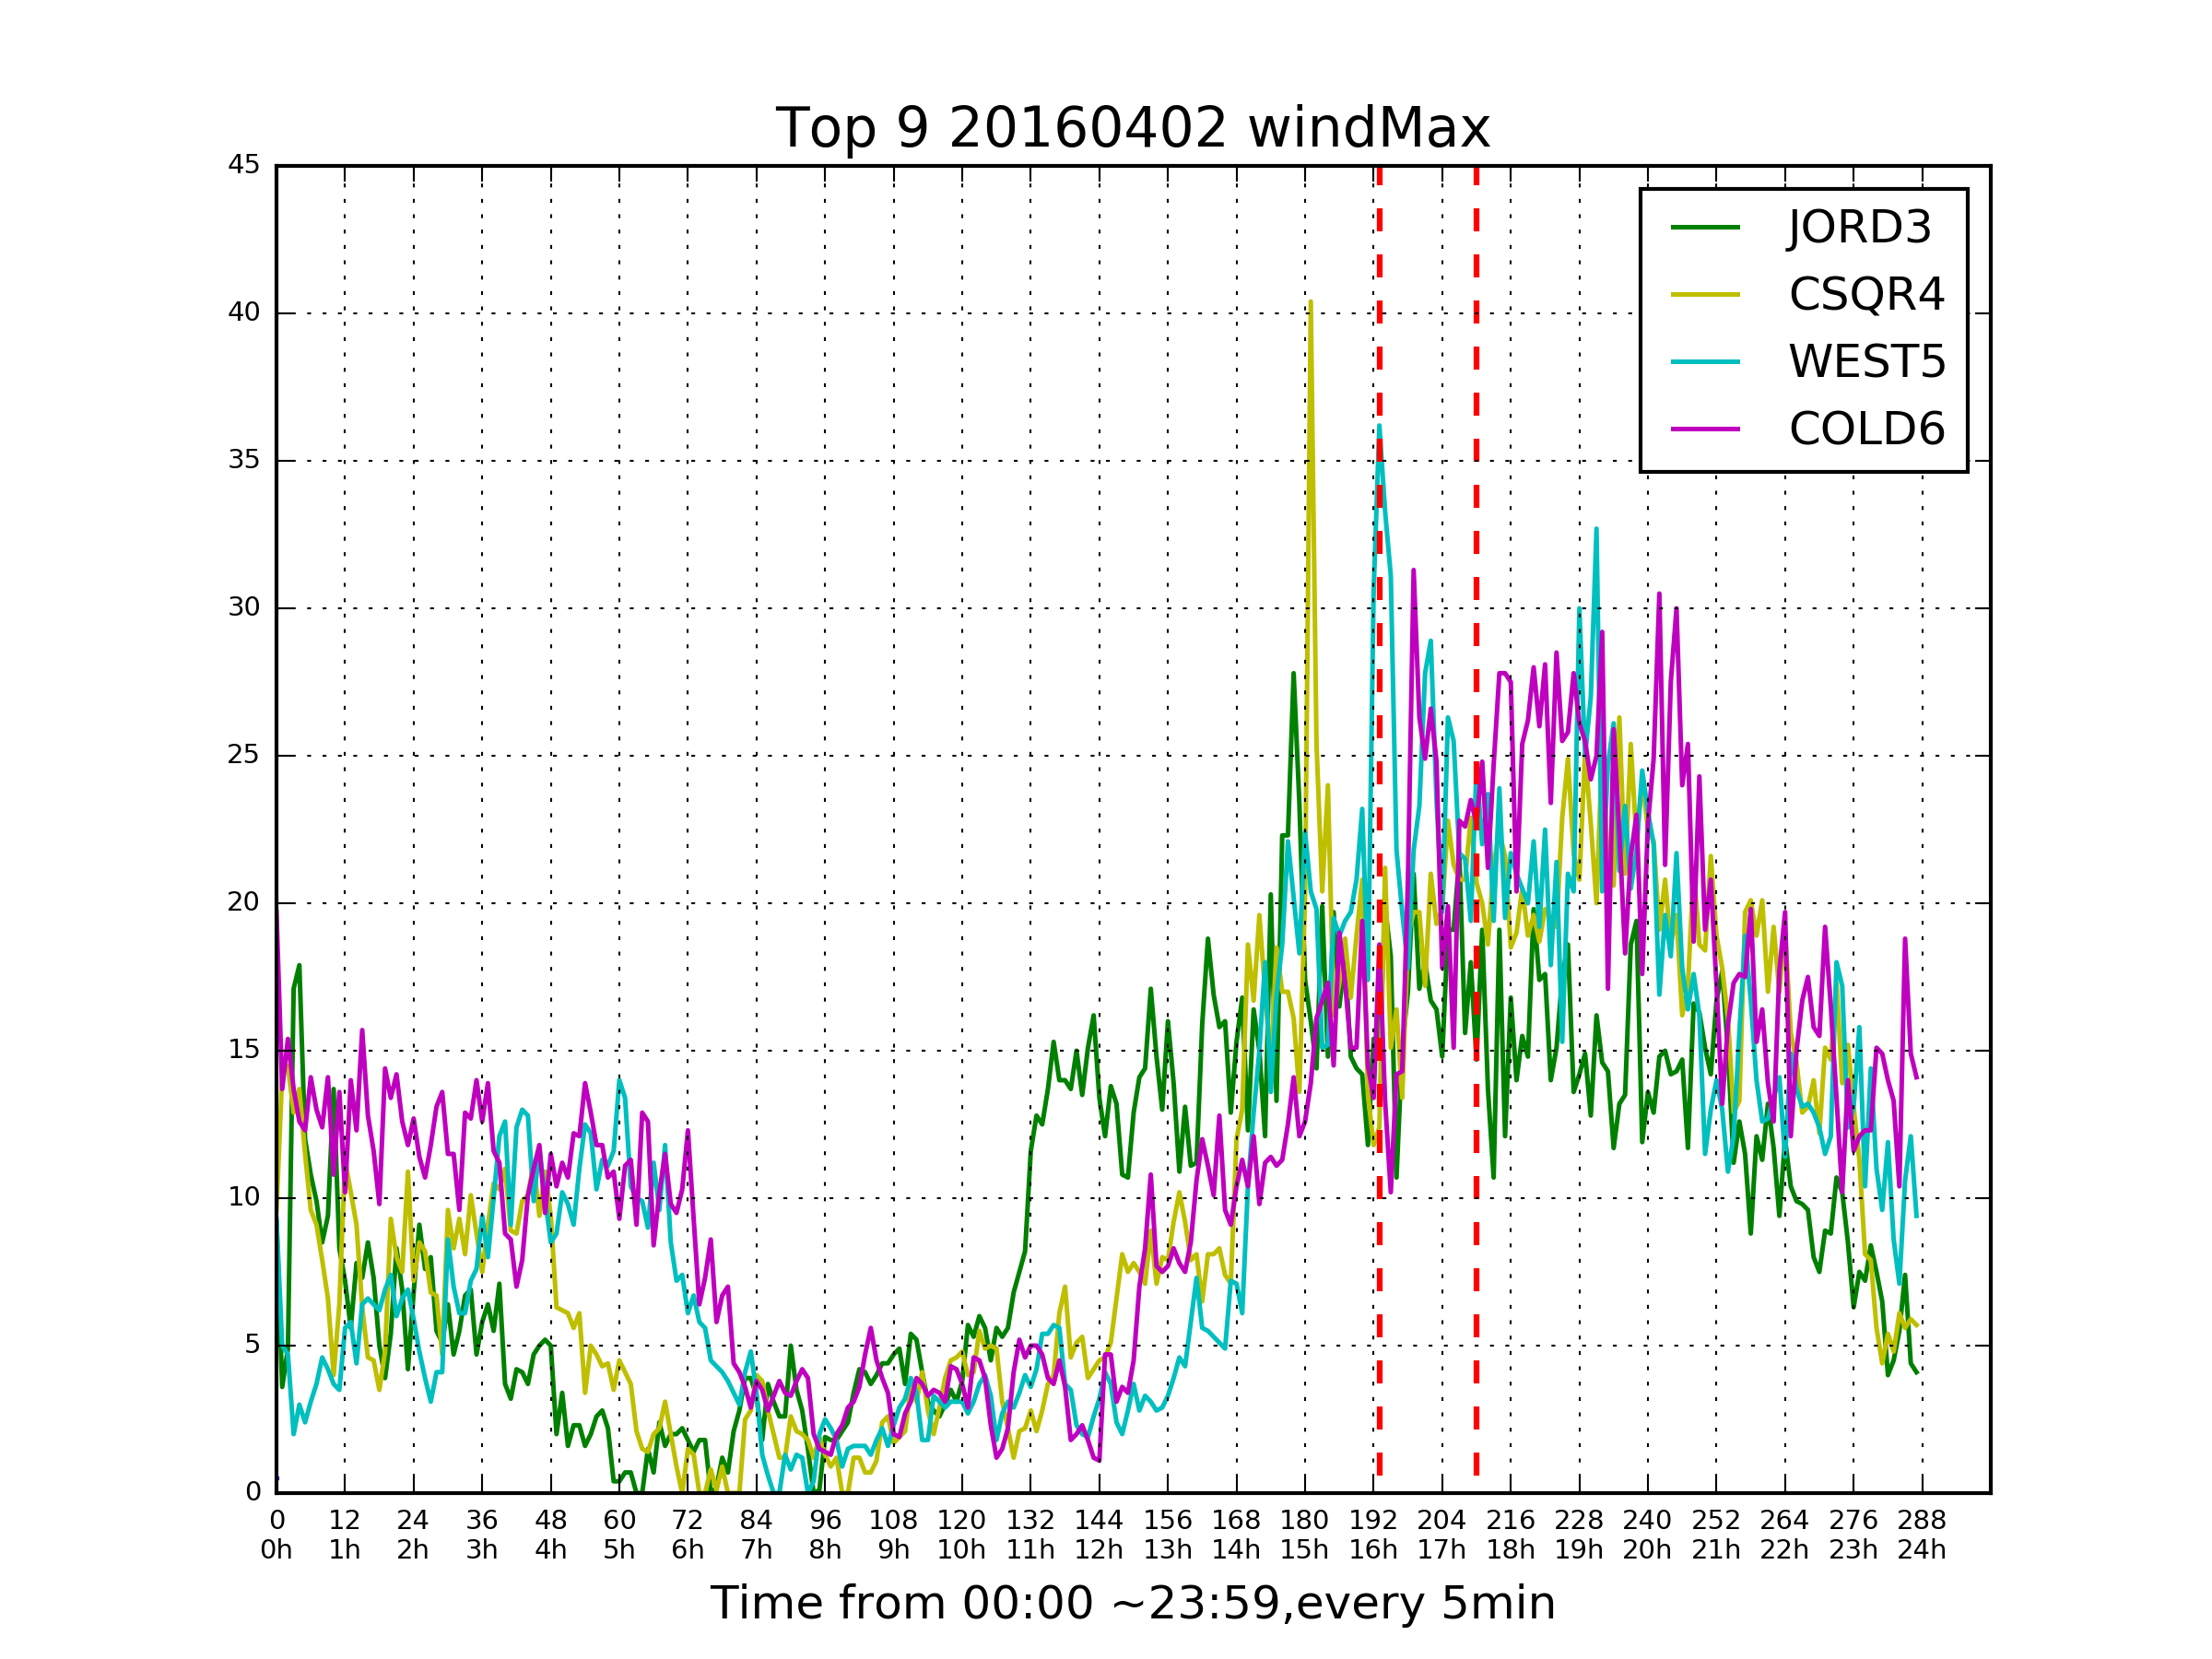 Top 9 20160402 windMax
45
40
35
30
25
20
15
10
5
0
JORD3
CSQR4
WEST5
COLD6
0 12 24 36 48 60 72 84 96 108 120 132 144 156 168 180 192 204 216 228 240 252 264 276 288
0h 1h 2h 3h 4h 5h 6h 7h 8h 9h 10h 11h 12h 13h 14h 15h 16h 17h 18h 19h 20h 21h 22h 23h 24h
Time from 00:00 ~23:59,every 5min